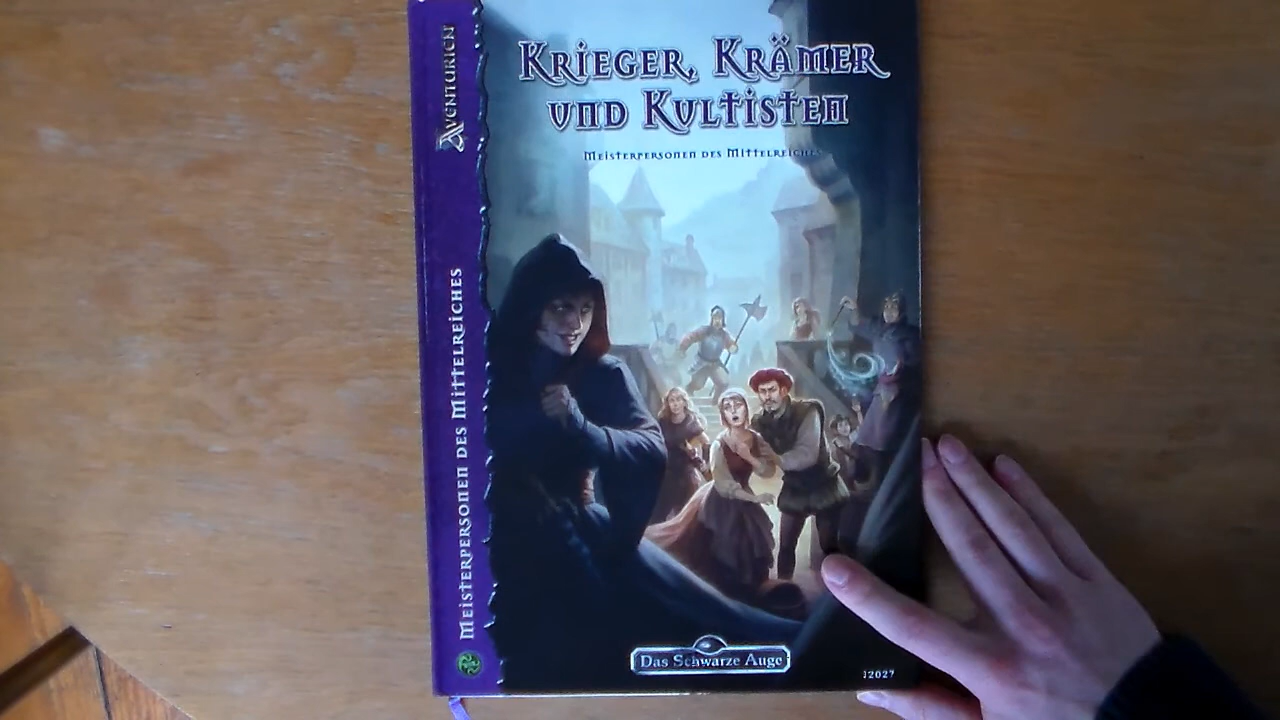 Krieger, Krämer
und Kultisten
Meisterpersonen des Mittelreiches
Aventurien
Meisterpersonen des Mittelreiches
Das Schwarze Auge
12027